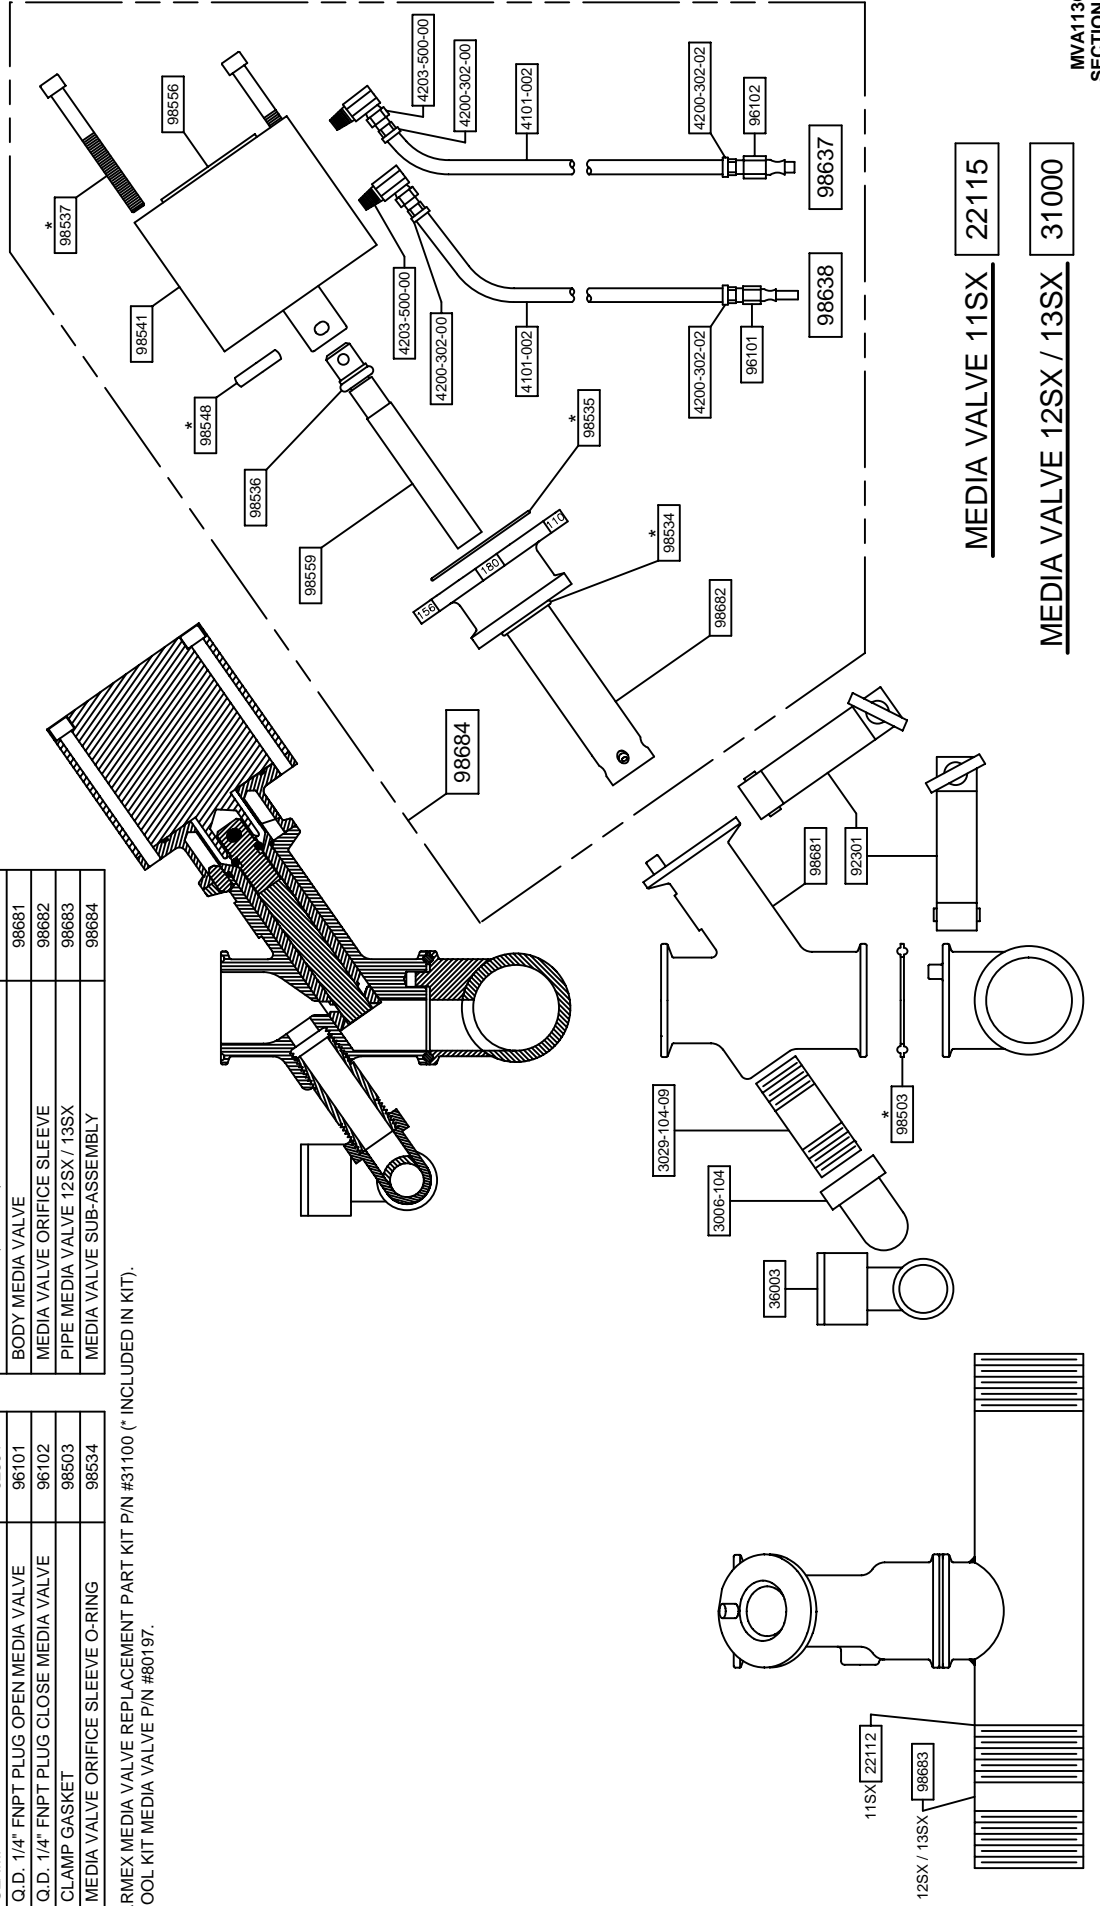 Q.D. 1/4" FNPT PLUG OPEN MEDIA VALVE 96101
Q.D. 1/4" FNPT PLUG CLOSE MEDIA VALVE 96102
CLAMP GASKET 98503
MEDIA VALVE ORIFICE SLEEVE O-RING 98534
BODY MEDIA VALVE 98681
MEDIA VALVE ORIFICE SLEEVE 98682
PIPE MEDIA VALVE 12SX / 13SX 98683
MEDIA VALVE SUB-ASSEMBLY 98684
RMEX MEDIA VALVE REPLACEMENT PART KIT P/N #31100 (* INCLUDED IN KIT).
OOL KIT MEDIA VALVE P/N #80197.
98684
* 98537
98556
98541
* 98548
98536
98559
* 98535
* 98534
98682
156
180
110
4203-500-00
4200-302-00
4101-002
4200-302-02
96102
98637
4203-500-00
4200-302-00
4101-002
4200-302-02
96101
98638
98681
92301
3029-104-09
3006-104
36003
* 98503
11SX 22112
12SX / 13SX 98683
MEDIA VALVE 11SX 22115
MEDIA VALVE 12SX / 13SX 31000
MVA113
SECTION